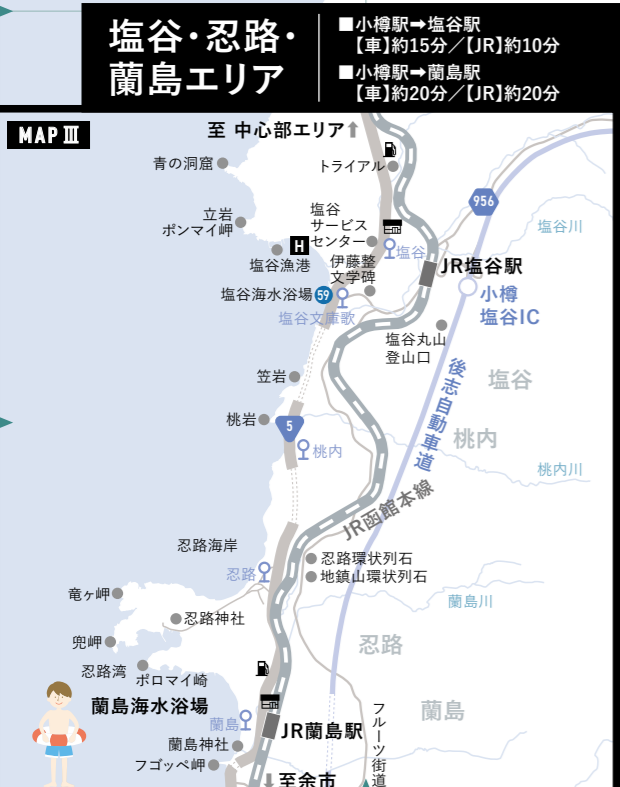 塩谷・忍路・
蘭島エリア
■小樽駅➡塩谷駅
【車】約15分／【JR】約10分
■小樽駅➡蘭島駅
【車】約20分／【JR】約20分
MAPⅢ
至 中心部エリア↑
青の洞窟
トライアル
立岩
ポンマイ岬
塩谷
サービス
センター
956
塩谷川
H
塩谷漁港
塩谷
伊藤整
文学碑
JR塩谷駅
塩谷海水浴場
59
塩谷文庫歌
小樽
塩谷IC
塩谷丸山
登山口
笠岩
後志自動車道
塩谷
桃岩
5
桃内
桃内
桃内川
JR函館本線
忍路海岸
忍路
忍路環状列石
地鎮山環状列石
竜ヶ岬
忍路神社
蘭島川
兜岬
忍路
忍路湾
ポロマイ崎
蘭島海水浴場
蘭島
蘭島
JR蘭島駅
フルーツ街道
蘭島神社
フゴッペ岬
↓至余市